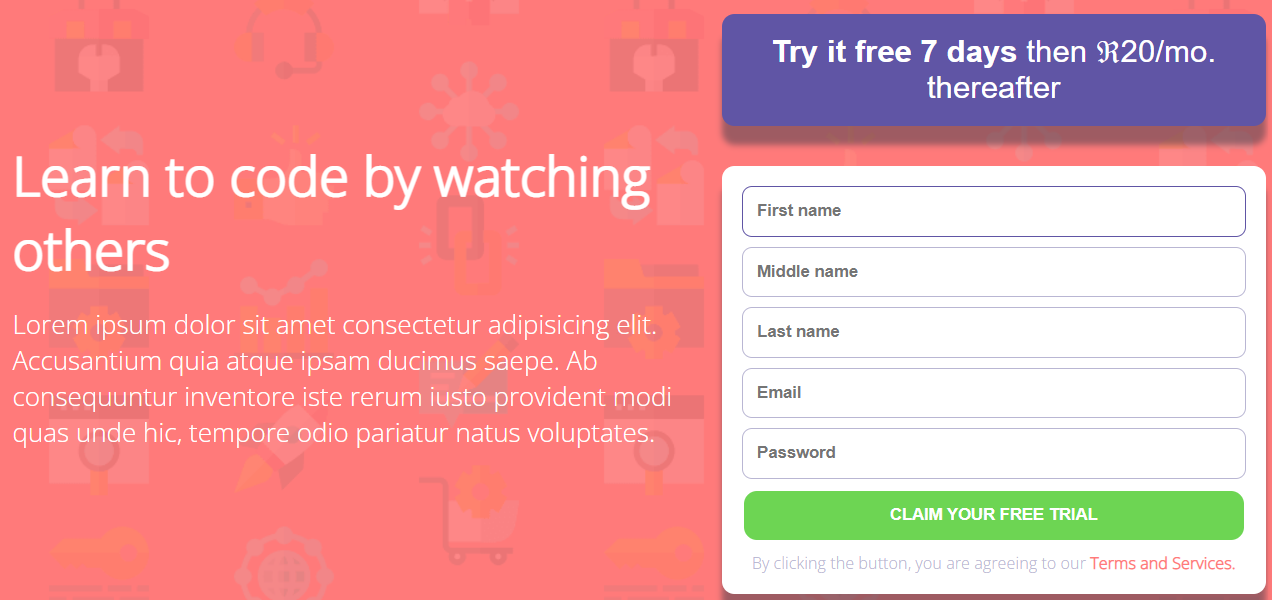 Learn to code by watching
others
Lorem ipsum dolor sit amet consectetur adipisicing elit.
Accusantium quia atque ipsam ducimus saepe. Ab
consequuntur inventore iste rerum iusto provident modi
quas unde hic, tempore odio pariatur natus voluptates.
Try it free 7 days then ℜ20/mo.
thereafter
First name
Middle name
Last name
Email
Password
CLAIM YOUR FREE TRIAL
By clicking the button, you are agreeing to our Terms and Services.